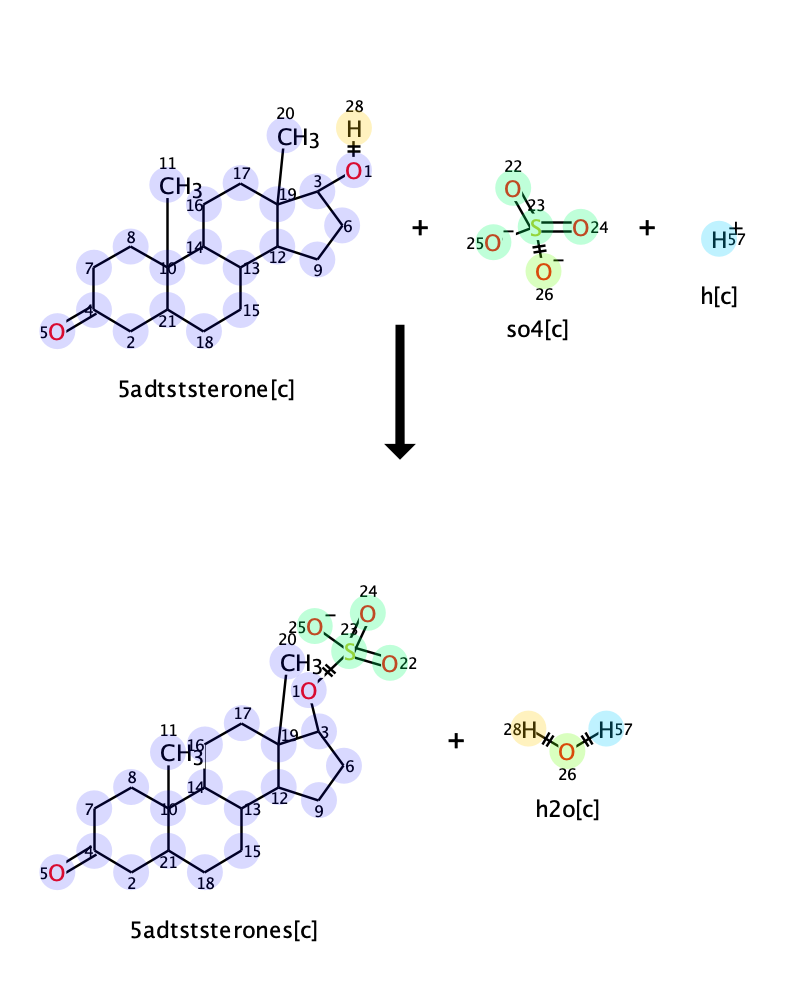 28
H
20
CH3
11
CH3
17
3
O1
19
16
6
8
14
12
7
10
13
9
4
21
15
5O
2
18
5adtststerone[c]
+
22
O
23
25O−
S
O24
O−
26
so4[c]
+
H+57
h[c]
24
O
25O−
23
S
O22
20
CH3
1O
17
11
19
3
CH3
16
6
8
14
12
7
10
13
9
4
21
15
5O
2
18
5adtststerones[c]
+
28H
H57
O
26
h2o[c]